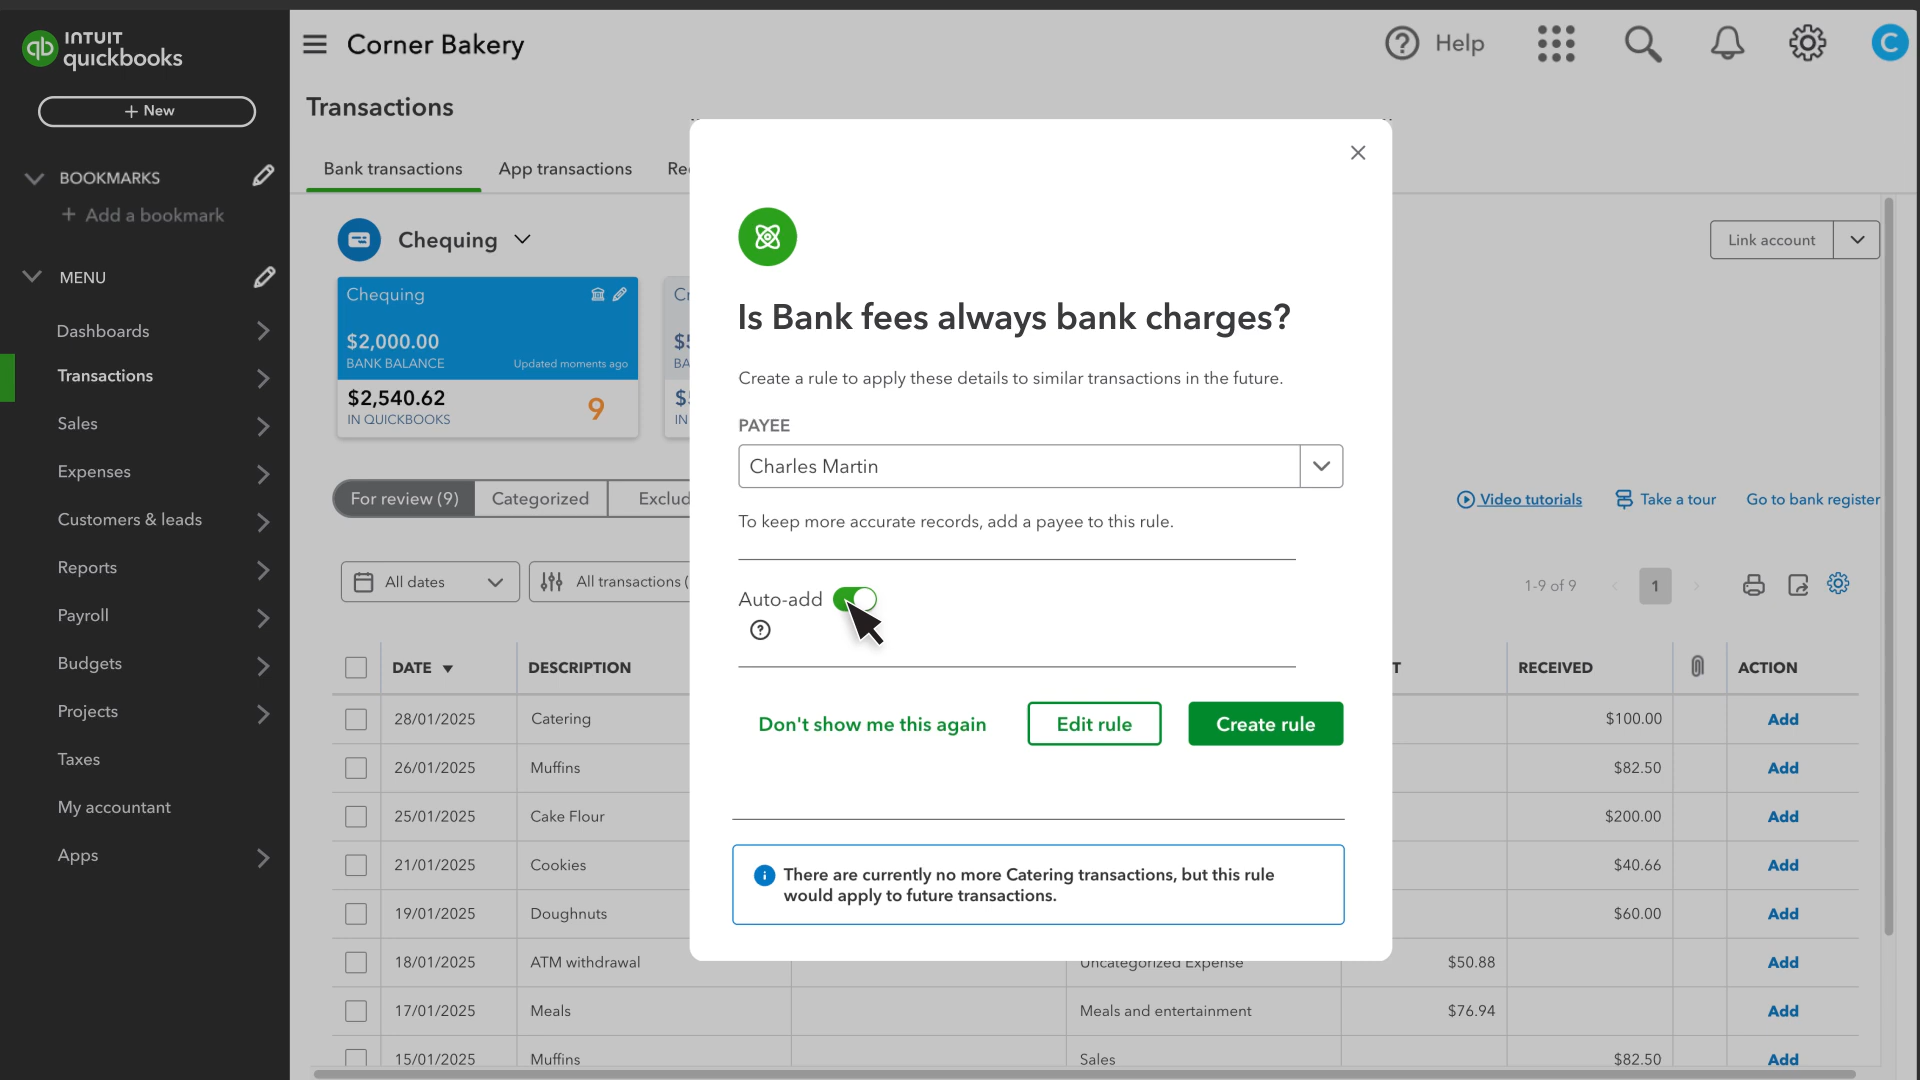 INTUIT
quickbooks
Corner Bakery
Help
C
+ New
Transactions
BOOKMARKS
+ Add a bookmark
Bank transactions
App transactions
MENU
Dashboards
Transactions
Sales
Expenses
Customers & leads
Reports
Payroll
Budgets
Projects
Taxes
My accountant
Apps
Chequing
Link account
Chequing
$2,000.00
BANK BALANCE
Updated moments ago
$2,540.62
IN QUICKBOOKS
9
For review (9)
Categorized
Exclud
Video tutorials
Take a tour
Go to bank register
All dates
All transactions (
1-9 of 9
1
Is Bank fees always bank charges?
Create a rule to apply these details to similar transactions in the future.
PAYEE
Charles Martin
To keep more accurate records, add a payee to this rule.
Auto-add
Don't show me this again
Edit rule
Create rule
There are currently no more Catering transactions, but this rule
would apply to future transactions.
DATE DESCRIPTION T RECEIVED ACTION
28/01/2025 Catering $100.00 Add
26/01/2025 Muffins $82.50 Add
25/01/2025 Cake Flour $200.00 Add
21/01/2025 Cookies $40.66 Add
19/01/2025 Doughnuts $60.00 Add
18/01/2025 ATM withdrawal Uncategorized Expense $50.88 Add
17/01/2025 Meals Meals and entertainment $76.94 Add
15/01/2025 Muffins Sales $82.50 Add